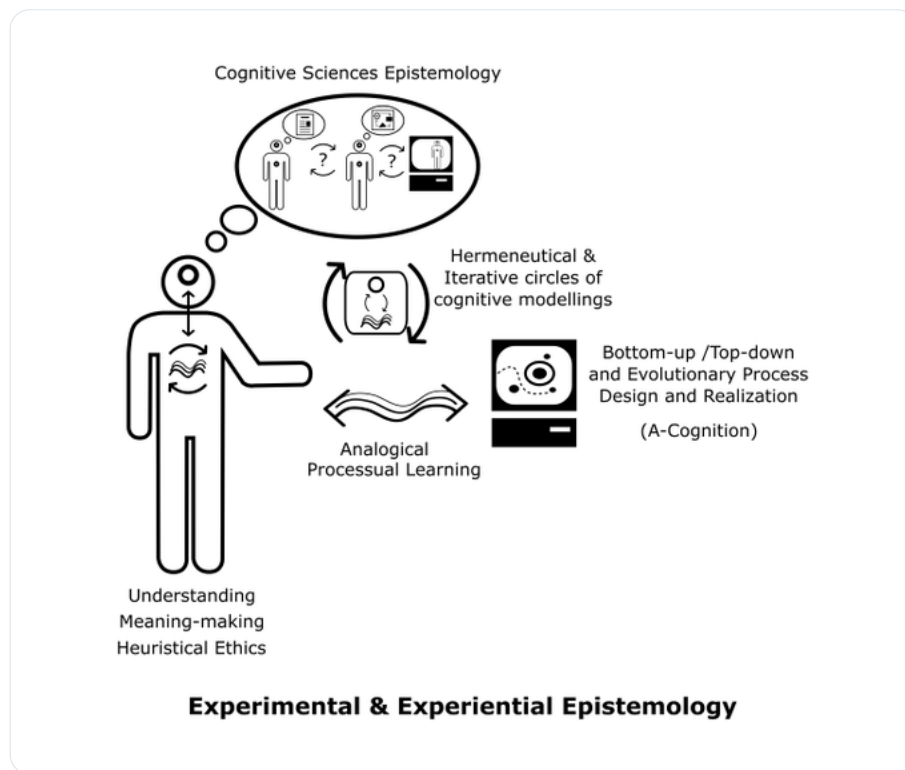 Cognitive Sciences Epistemology
?
?
Hermeneutical &
Iterative circles of
cognitive modellings
Bottom-up /Top-down
and Evolutionary Process
Design and Realization
(A-Cognition)
Analogical
Processual Learning
Understanding
Meaning-making
Heuristical Ethics
Experimental & Experiential Epistemology